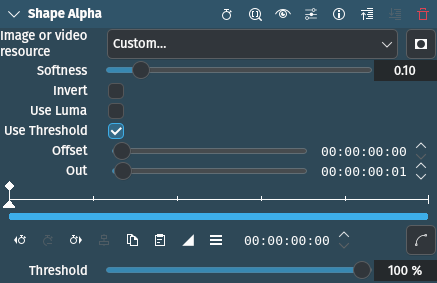 Shape Alpha
Image or video
resource
Custom...
Softness
0.10
Invert
Use Luma
Use Threshold
Offset
00:00:00:00
Out
00:00:00:01
00:00:00:00
Threshold
100 %